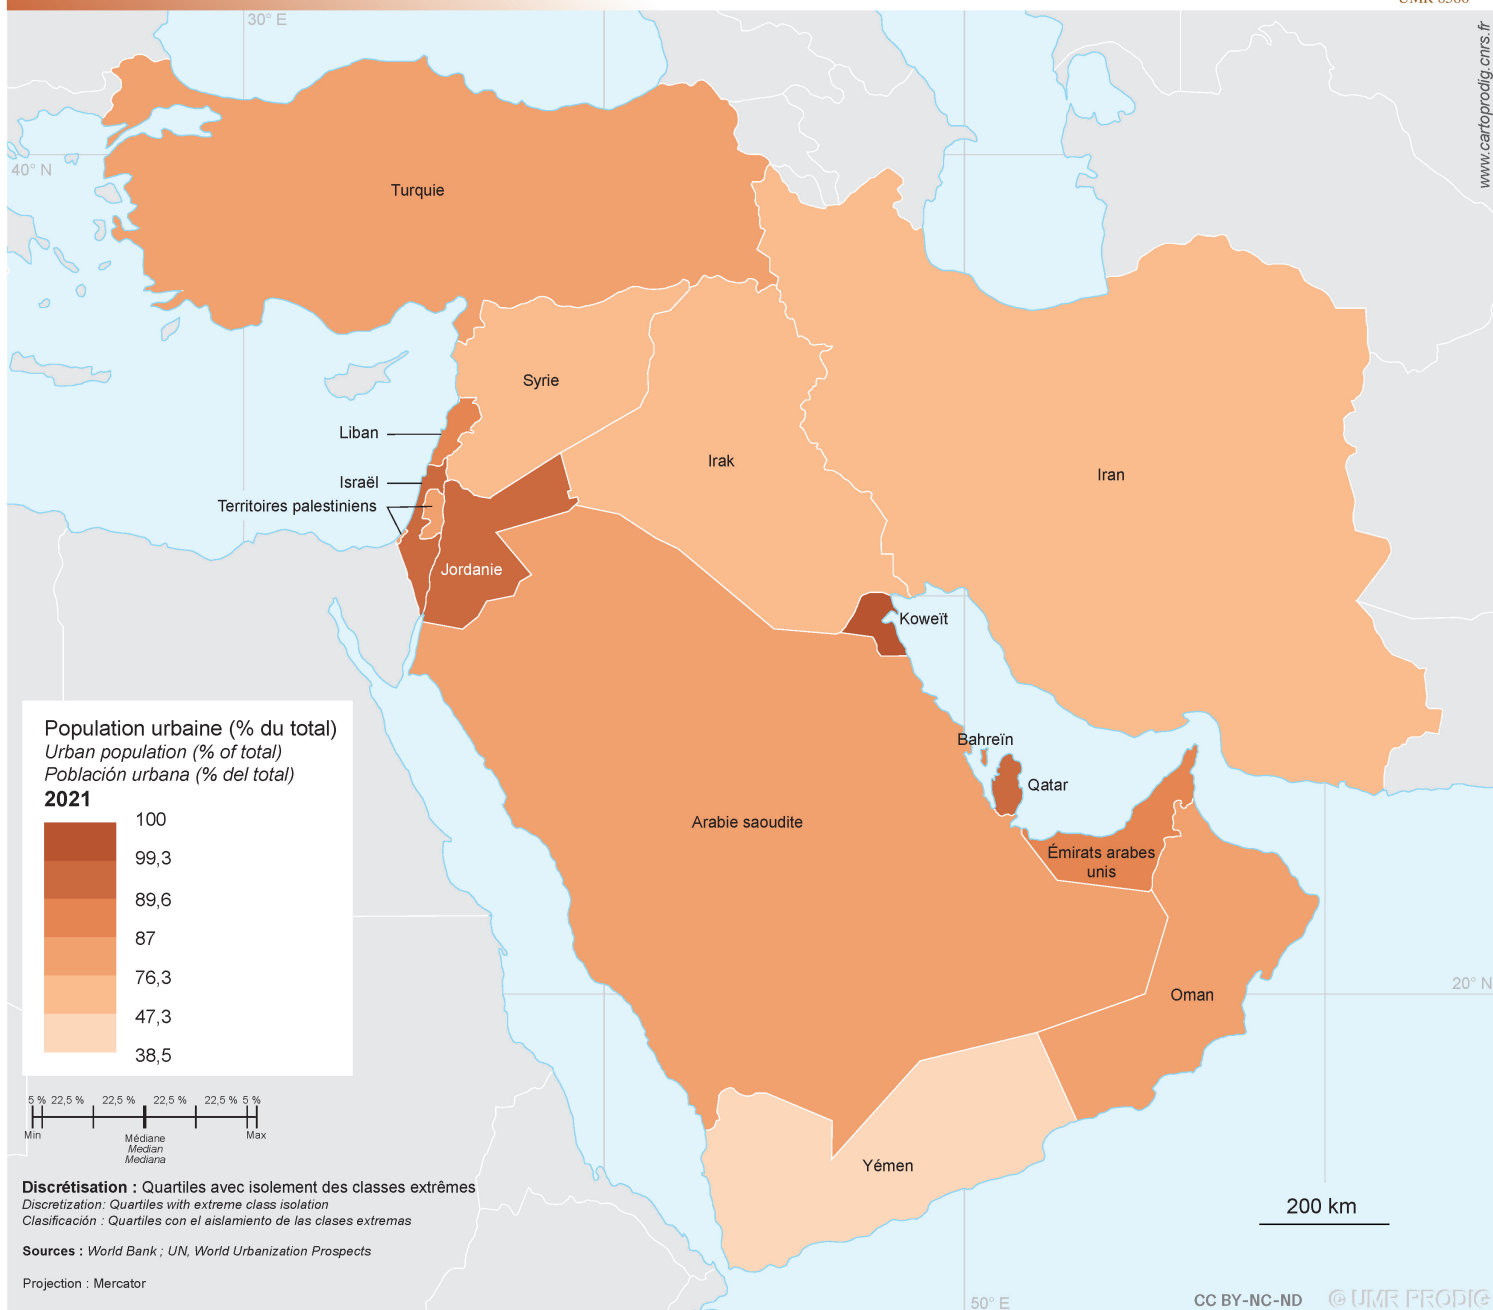 30° E
www.cartoprodig.cnrs.fr
40° N
Turquie
Syrie
Liban
Irak
Iran
Israël
Territoires palestiniens
Jordanie
Koweït
Population urbaine (% du total)
Urban population (% of total)
Población urbana (% del total)
2021
100
99,3
89,6
87
76,3
47,3
38,5
Bahreïn
Qatar
Arabie saoudite
Émirats arabes
unis
Oman
20° N
5 % 22,5 % 22,5 % 22,5 % 22,5 % 5 %
Min
Max
Médiane
Median
Mediana
Yémen
Discrétisation : Quartiles avec isolement des classes extrêmes
Discretization: Quartiles with extreme class isolation
Clasificación : Quartiles con el aislamiento de las clases extremas
200 km
Sources : World Bank ; UN, World Urbanization Prospects
Projection : Mercator
50° E
CC BY-NC-ND
© UMR PRODIG